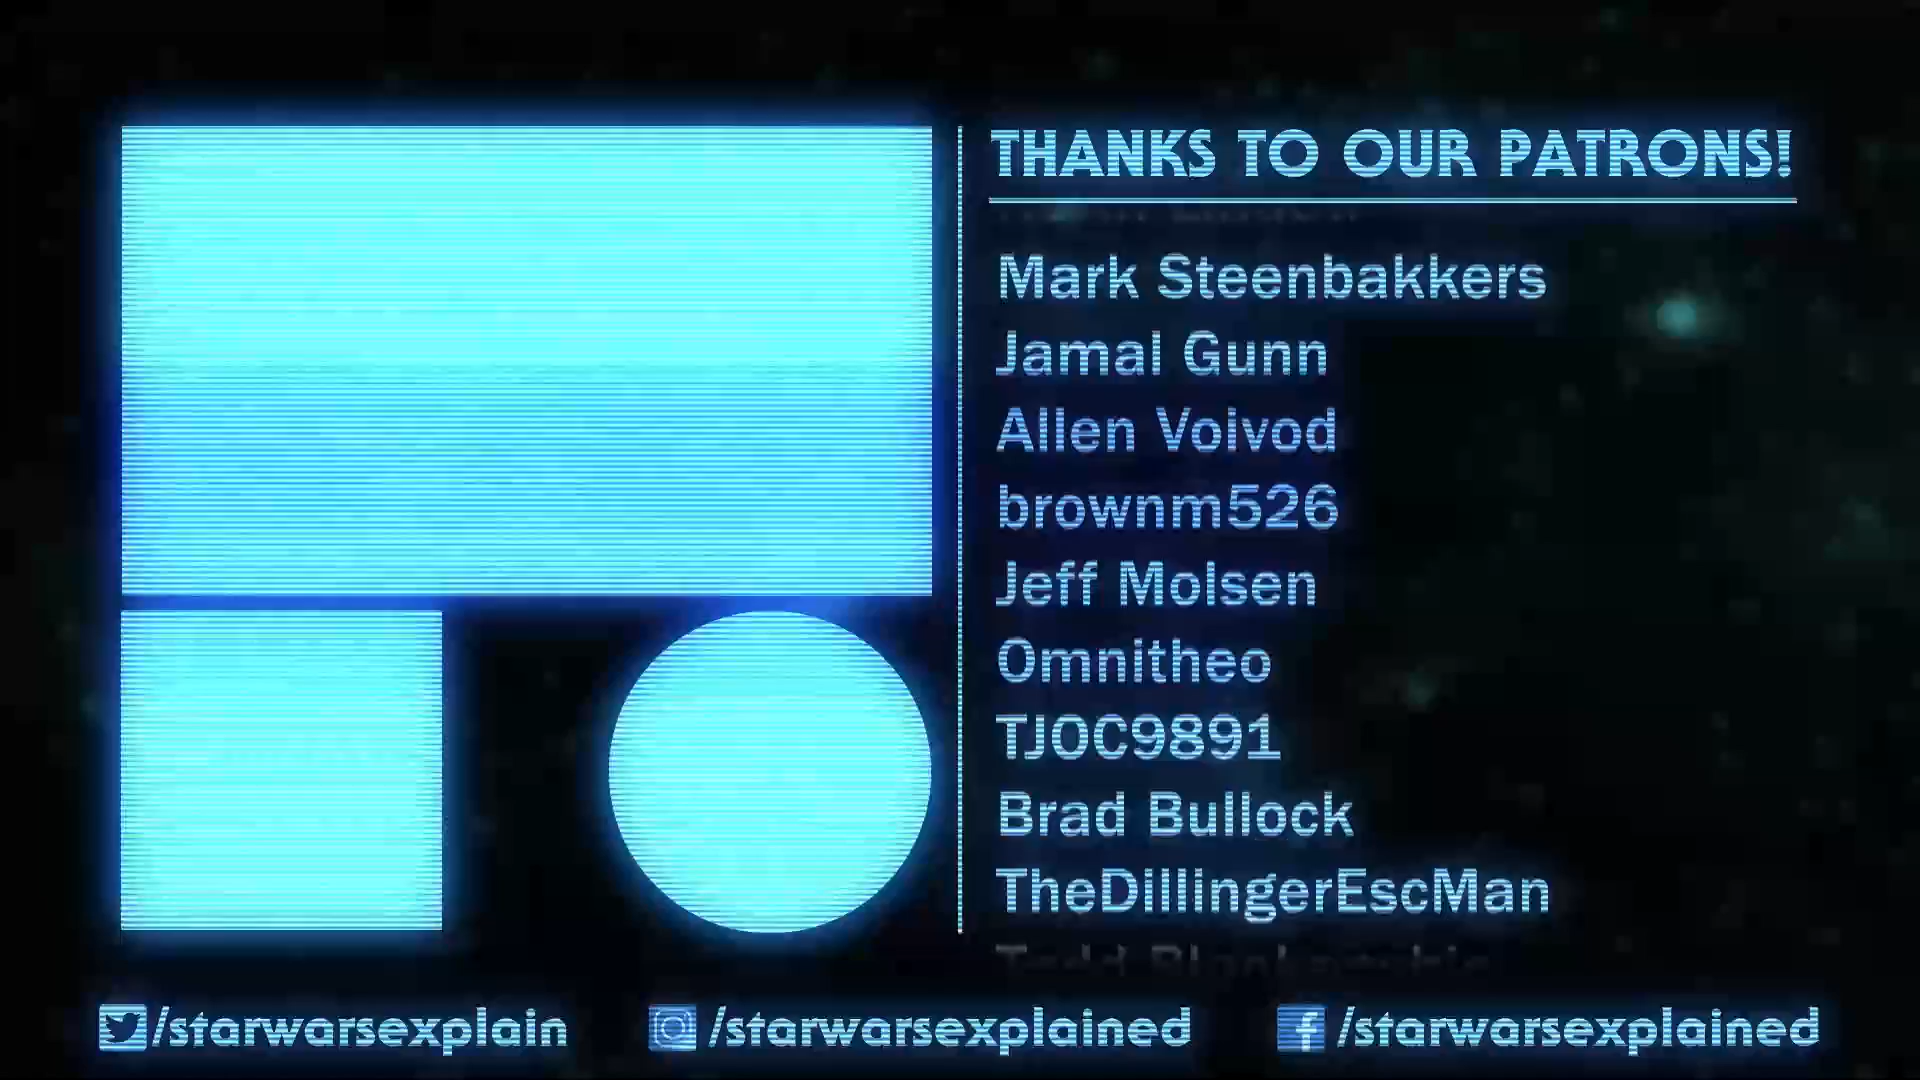 THANKS TO OUR PATRONS!
Mark Steenbakkers
Jamal Gunn
Allen Voivod
brownm526
Jeff Molsen
Omnitheo
TJOC9891
Brad Bullock
TheDillingerEscMan
/starwarsexplain
/starwarsexplained
/starwarsexplained